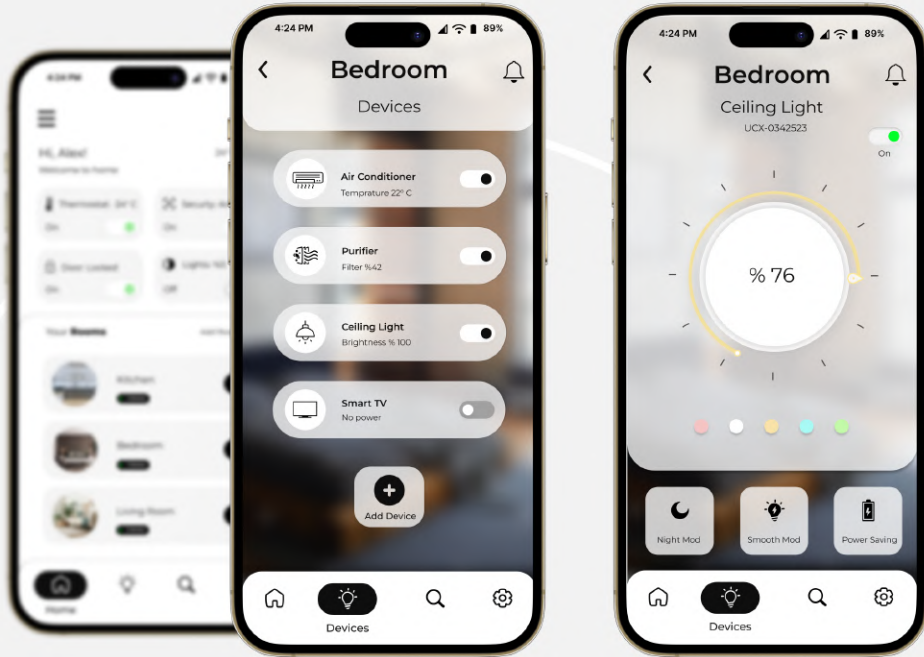 4:24 PM
Hi, Alex!
Welcome to home
Thermostat 24° C
On
On
Door Locked
On
Off
Your Rooms
Kitchen
Bedroom
Living Room
Home
4:24 PM
89%
Bedroom
Devices
Air Conditioner
Temprature 22° C
Purifier
Filter %42
Ceiling Light
Brightness % 100
Smart TV
No power
Add Device
Devices
4:24 PM
89%
Bedroom
Ceiling Light
UCX-0342523
On
% 76
Night Mod
Smooth Mod
Power Saving
Devices